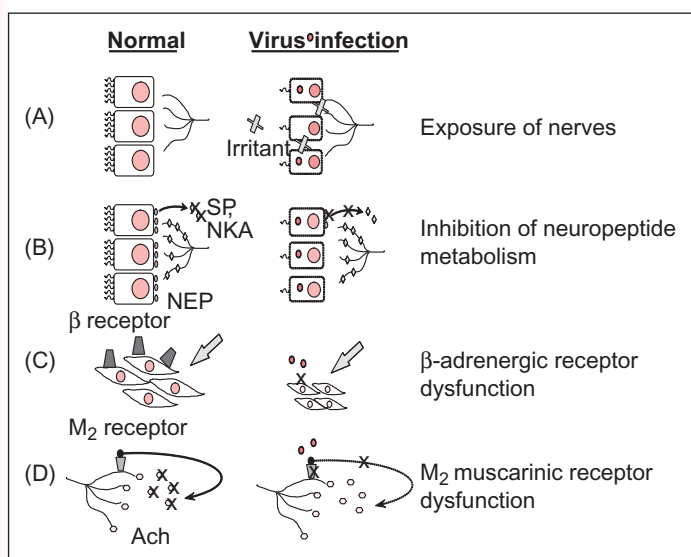 Normal Virus infection
(A)
Irritant
Exposure of nerves
(B)
SP,
NKA
NEP
Inhibition of neuropeptide
metabolism
β receptor
(C)
β-adrenergic receptor
dysfunction
M₂ receptor
(D)
Ach
M₂ muscarinic receptor
dysfunction